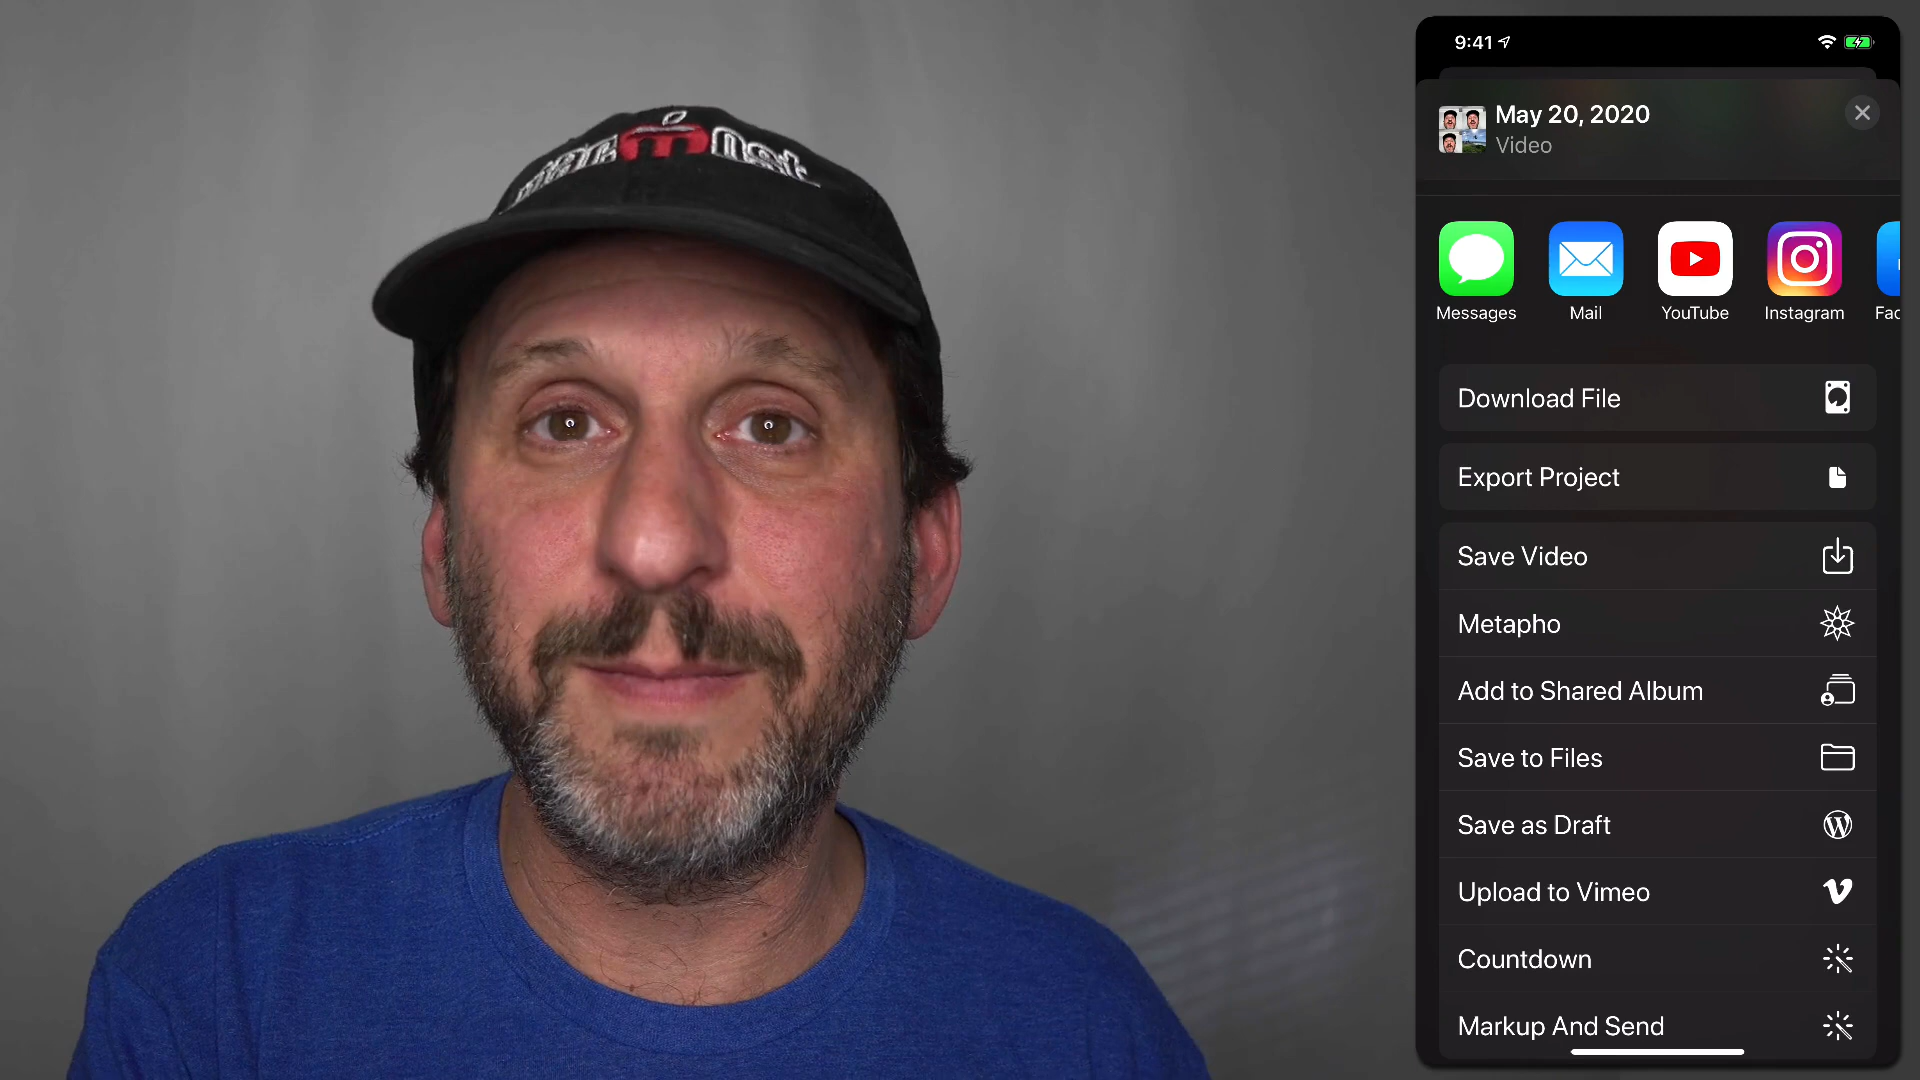 9:41
May 20, 2020
Video
Messages
Mail
YouTube
Instagram
Fac
Download File
Export Project
Save Video
Metapho
Add to Shared Album
Save to Files
Save as Draft
Upload to Vimeo
Countdown
Markup And Send